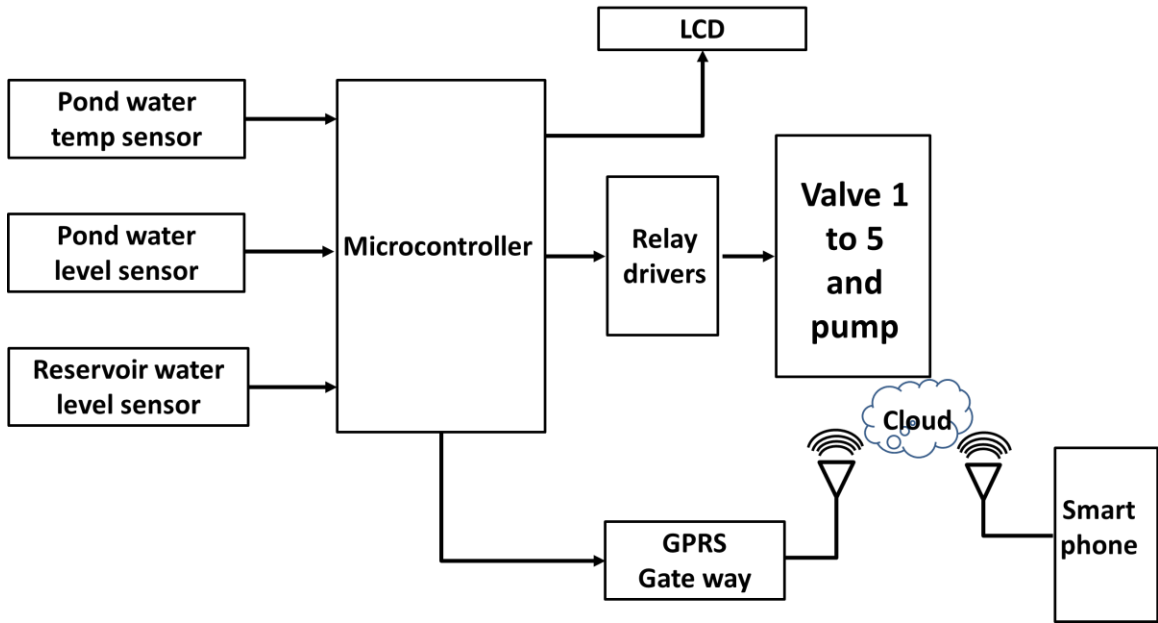 LCD
Pond water
temp sensor
Pond water
level sensor
Reservoir water
level sensor
Microcontroller
Relay
drivers
Valve 1
to 5
and
pump
Cloud
GPRS
Gate way
Smart
phone